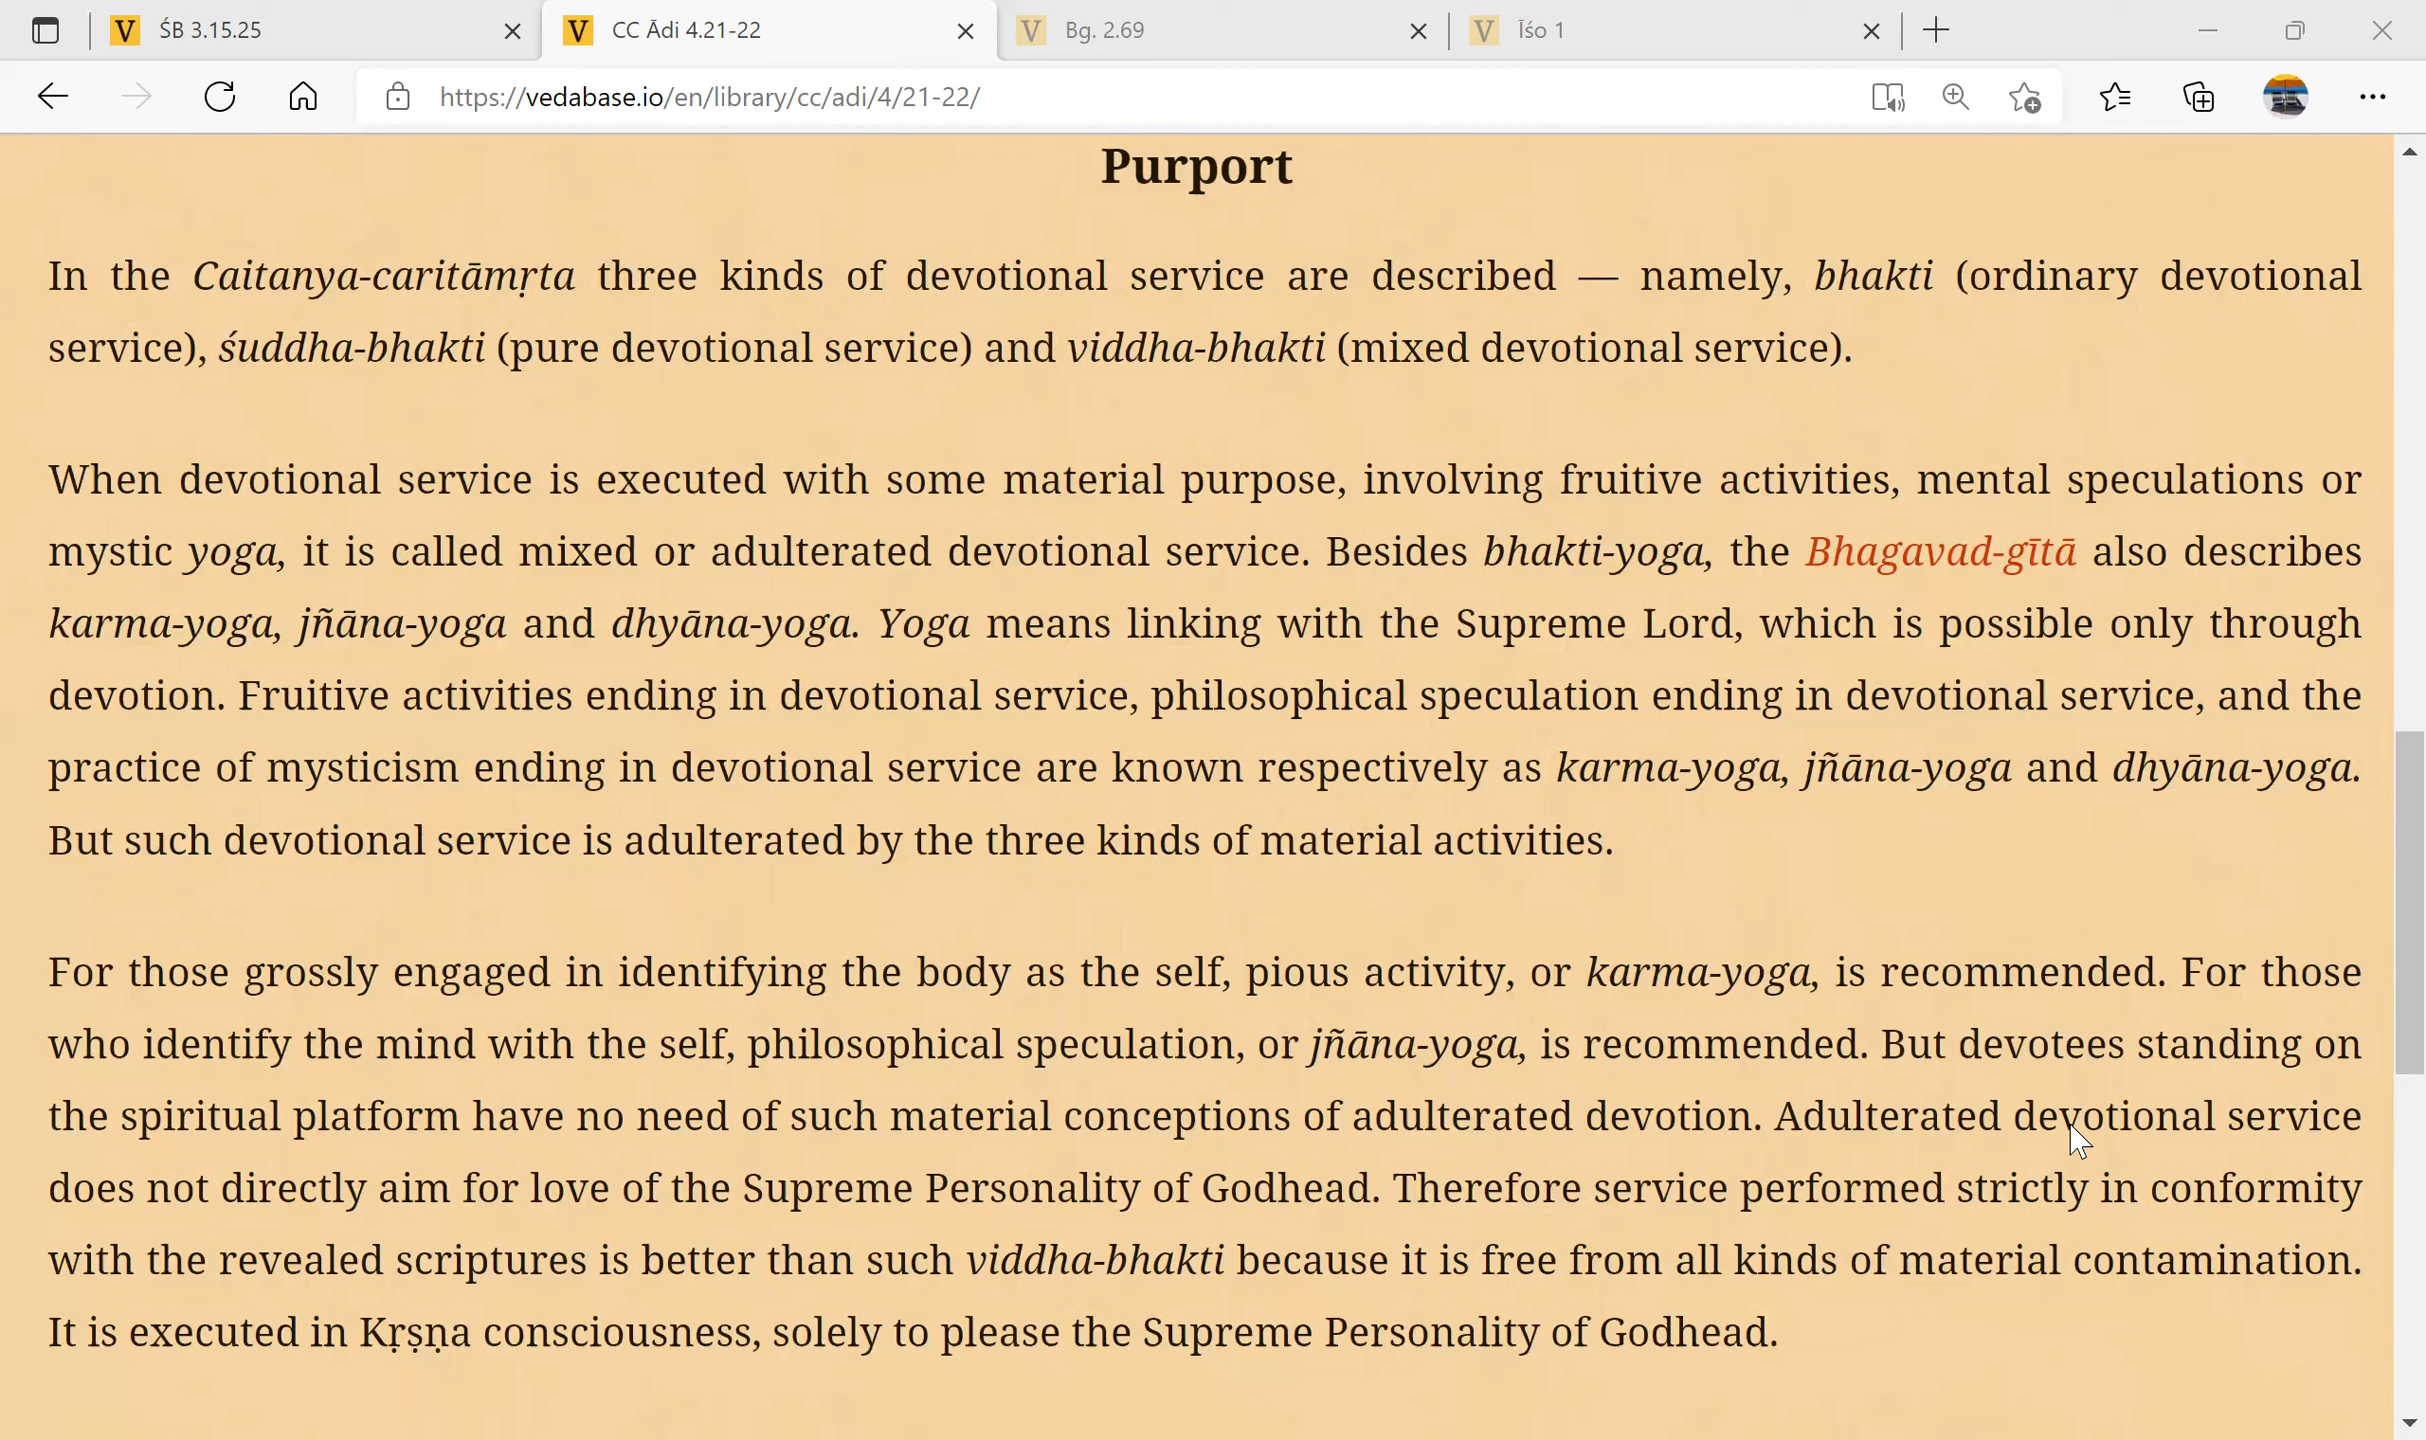 ŚB 3.15.25
CC Ādi 4.21-22
Bg. 2.69
Īśo 1
https://vedabase.io/en/library/cc/adi/4/21-22/
Purport
In the Caitanya-caritāmṛta three kinds of devotional service are described — namely, bhakti (ordinary devotional
service), śuddha-bhakti (pure devotional service) and viddha-bhakti (mixed devotional service).
When devotional service is executed with some material purpose, involving fruitive activities, mental speculations or
mystic yoga, it is called mixed or adulterated devotional service. Besides bhakti-yoga, the Bhagavad-gītā also describes
karma-yoga, jñāna-yoga and dhyāna-yoga. Yoga means linking with the Supreme Lord, which is possible only through
devotion. Fruitive activities ending in devotional service, philosophical speculation ending in devotional service, and the
practice of mysticism ending in devotional service are known respectively as karma-yoga, jñāna-yoga and dhyāna-yoga.
But such devotional service is adulterated by the three kinds of material activities.
For those grossly engaged in identifying the body as the self, pious activity, or karma-yoga, is recommended. For those
who identify the mind with the self, philosophical speculation, or jñāna-yoga, is recommended. But devotees standing on
the spiritual platform have no need of such material conceptions of adulterated devotion. Adulterated devotional service
does not directly aim for love of the Supreme Personality of Godhead. Therefore service performed strictly in conformity
with the revealed scriptures is better than such viddha-bhakti because it is free from all kinds of material contamination.
It is executed in Kṛṣṇa consciousness, solely to please the Supreme Personality of Godhead.